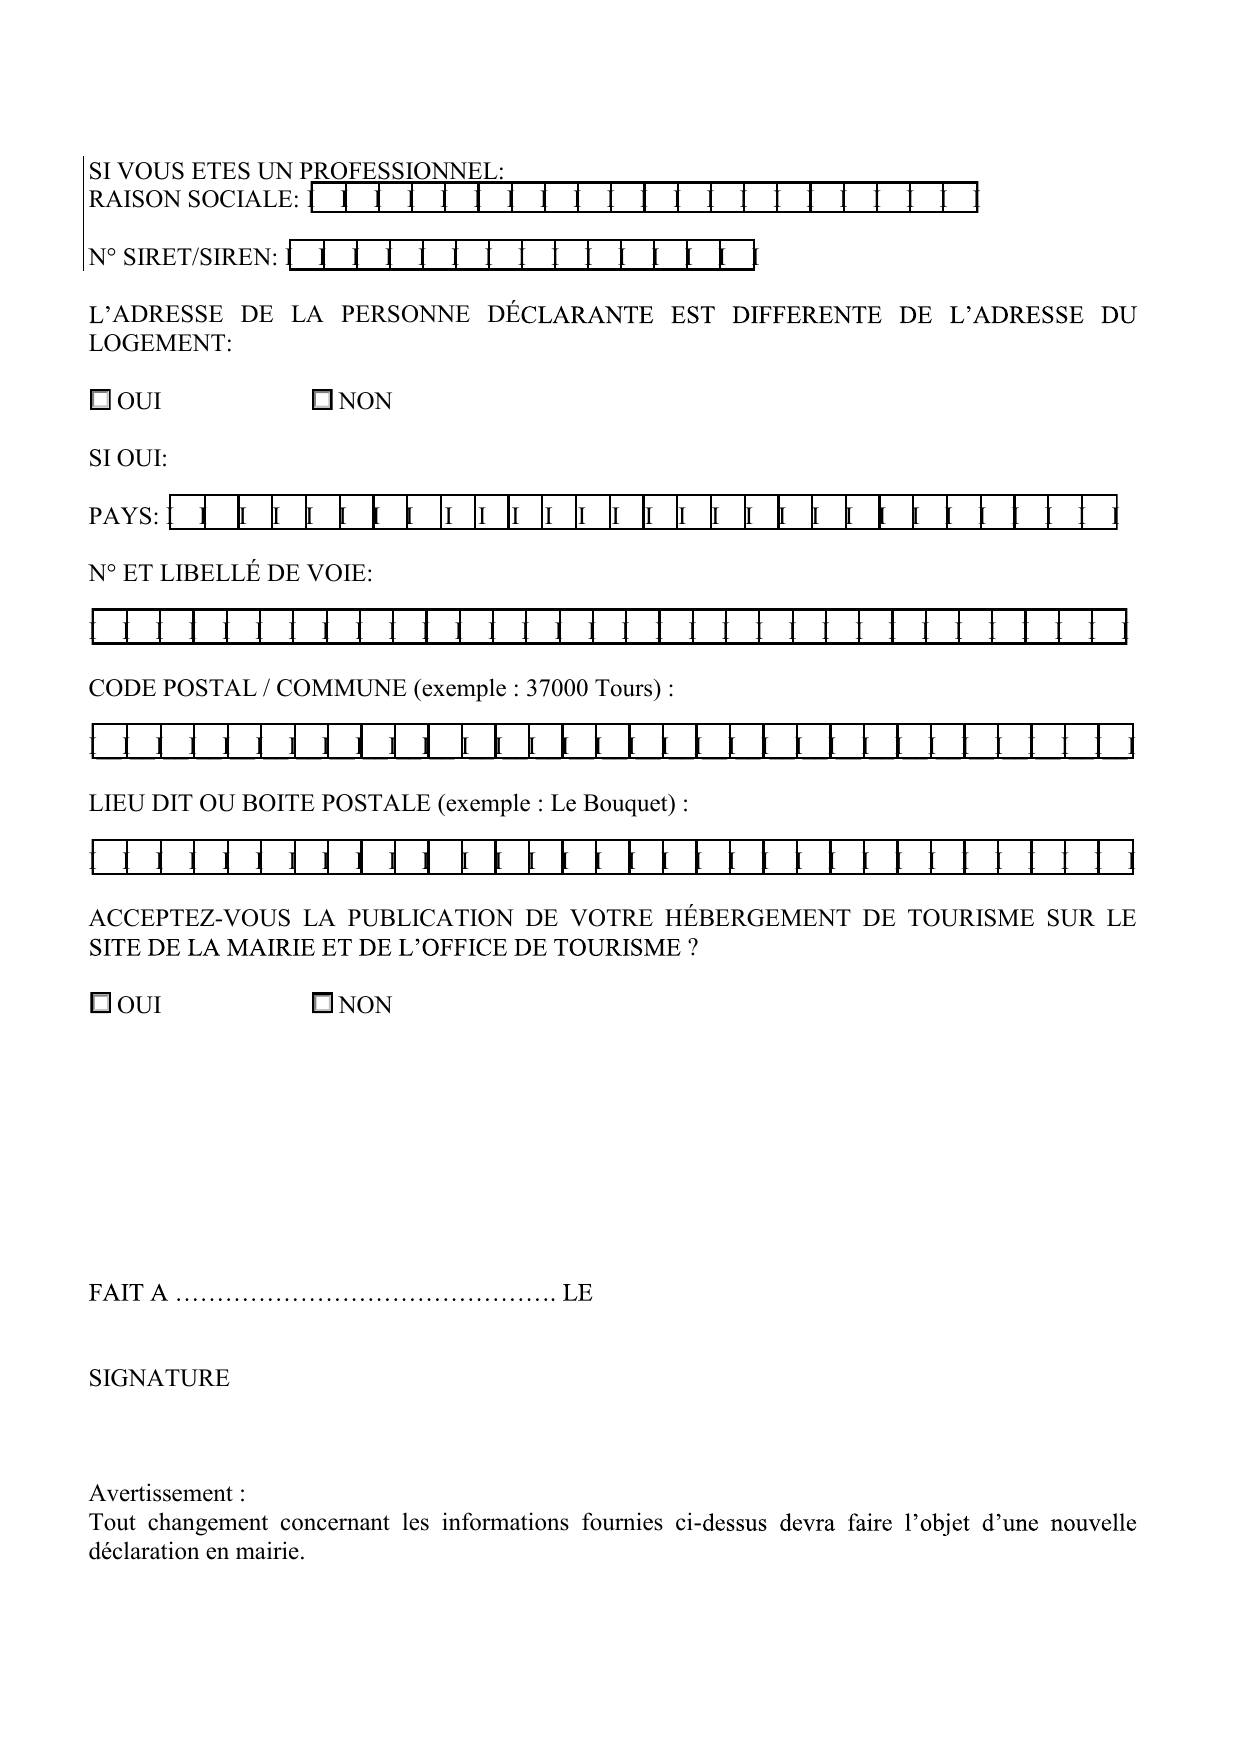 SI VOUS ETES UN PROFESSIONNEL:
RAISON SOCIALE: I I I I I I I I I I I I I I I I I I I I I
N° SIRET/SIREN: I I I I I I I I I I I I I I I
L’ADRESSE DE LA PERSONNE DÉCLARANTE EST DIFFERENTE DE L’ADRESSE DU
LOGEMENT:
OUI NON
SI OUI:
PAYS: I I I I I I I I I I I I I I I I I I I I I I I I I I I I I
N° ET LIBELLÉ DE VOIE:
I I I I I I I I I I I I I I I I I I I I I I I I I I I I I I I I
CODE POSTAL / COMMUNE (exemple : 37000 Tours) :
I I I I I I I I I I I I I I I I I I I I I I I I I I I I I I I I
LIEU DIT OU BOITE POSTALE (exemple : Le Bouquet) :
I I I I I I I I I I I I I I I I I I I I I I I I I I I I I I I I
ACCEPTEZ-VOUS LA PUBLICATION DE VOTRE HÉBERGEMENT DE TOURISME SUR LE
SITE DE LA MAIRIE ET DE L’OFFICE DE TOURISME ?
OUI NON
FAIT A ………………………………………. LE
SIGNATURE
Avertissement :
Tout changement concernant les informations fournies ci-dessus devra faire l’objet d’une nouvelle
déclaration en mairie.